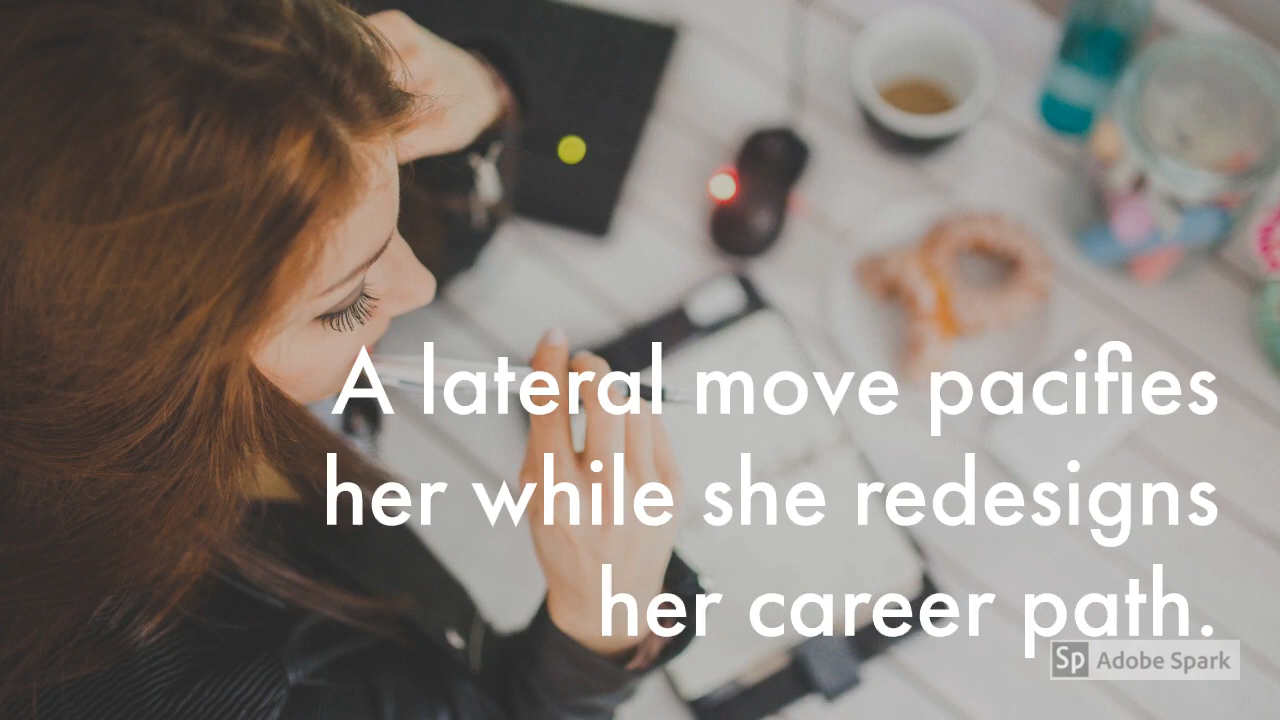 A lateral move pacifies
her while she redesigns
her career path.
Sp Adobe Spark